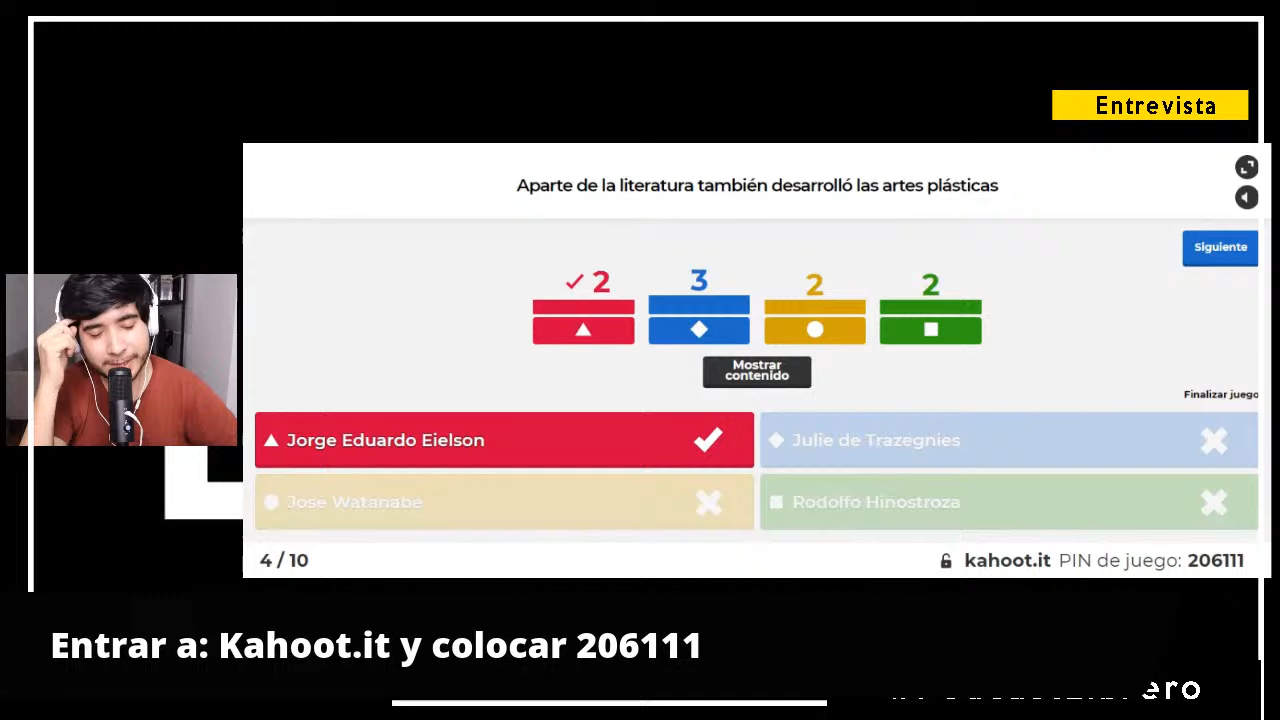 Entrevista
Aparte de la literatura también desarrolló las artes plásticas
Siguiente
2
3
2
2
Mostrar
contenido
Finalizar juego
Jorge Eduardo Eielson
Julie de Trazegnies
Jose Watanabe
Rodolfo Hinostroza
4 / 10
kahoot.it PIN de juego: 206111
Entrar a: Kahoot.it y colocar 206111